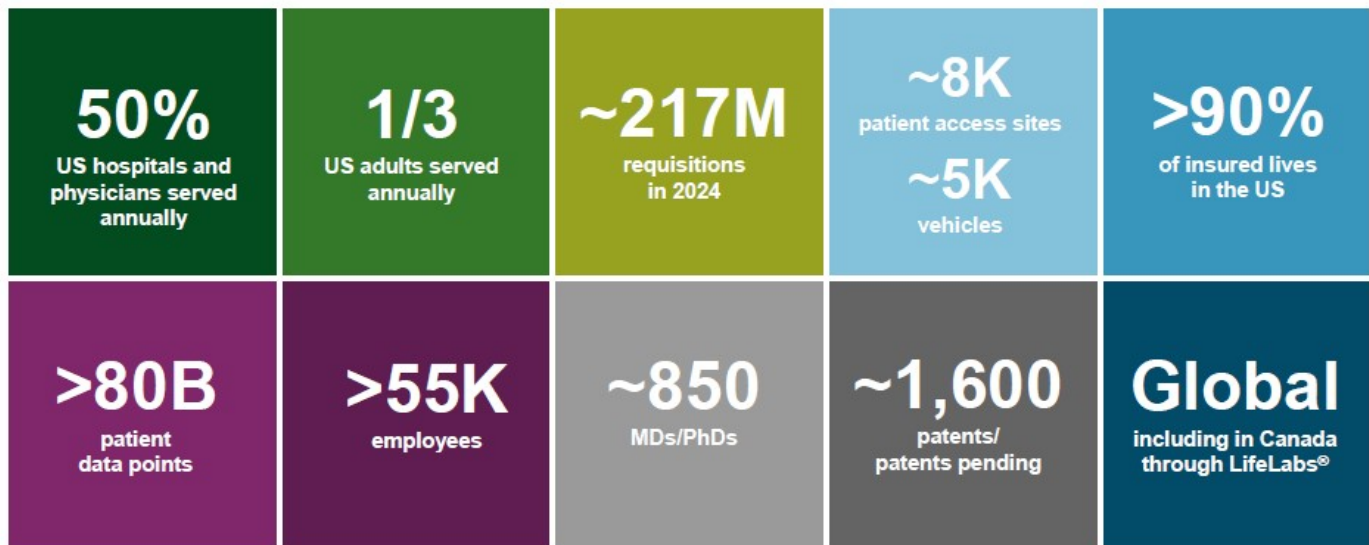 50%
US hospitals and
physicians served
annually
1/3
US adults served
annually
~217M
requisitions
in 2024
~8K
patient access sites
~5K
vehicles
>90%
of insured lives
in the US
>80B
patient
data points
>55K
employees
~850
MDs/PhDs
~1,600
patents/
patents pending
Global
including in Canada
through LifeLabs®